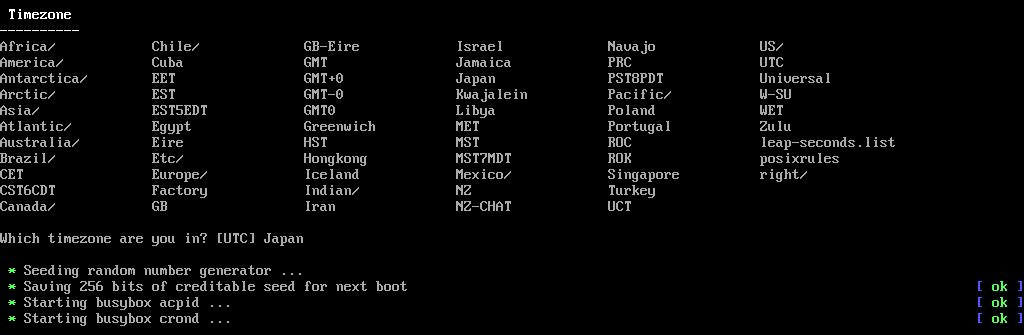 Timezone
----------
Africa/ Chile/ GB-Eire Israel Navajo US/
America/ Cuba GMT Jamaica PRC UTC
Antarctica/ EET GMT+0 Japan PST8PDT Universal
Arctic/ EST GMT-0 Kwajalein Pacific/ W-SU
Asia/ EST5EDT GMT0 Libya Poland WET
Atlantic/ Egypt Greenwich MET Portugal Zulu
Australia/ Eire HST MST ROC leap-seconds.list
Brazil/ Etc/ Hongkong MST7MDT ROK posixrules
CET Europe/ Iceland Mexico/ Singapore right/
CST6CDT Factory Indian/ NZ Turkey
Canada/ GB Iran NZ-CHAT UCT
Which timezone are you in? [UTC] Japan
* Seeding random number generator ...
* Saving 256 bits of creditable seed for next boot [ ok ]
* Starting busybox acpid ... [ ok ]
* Starting busybox crond ... [ ok ]